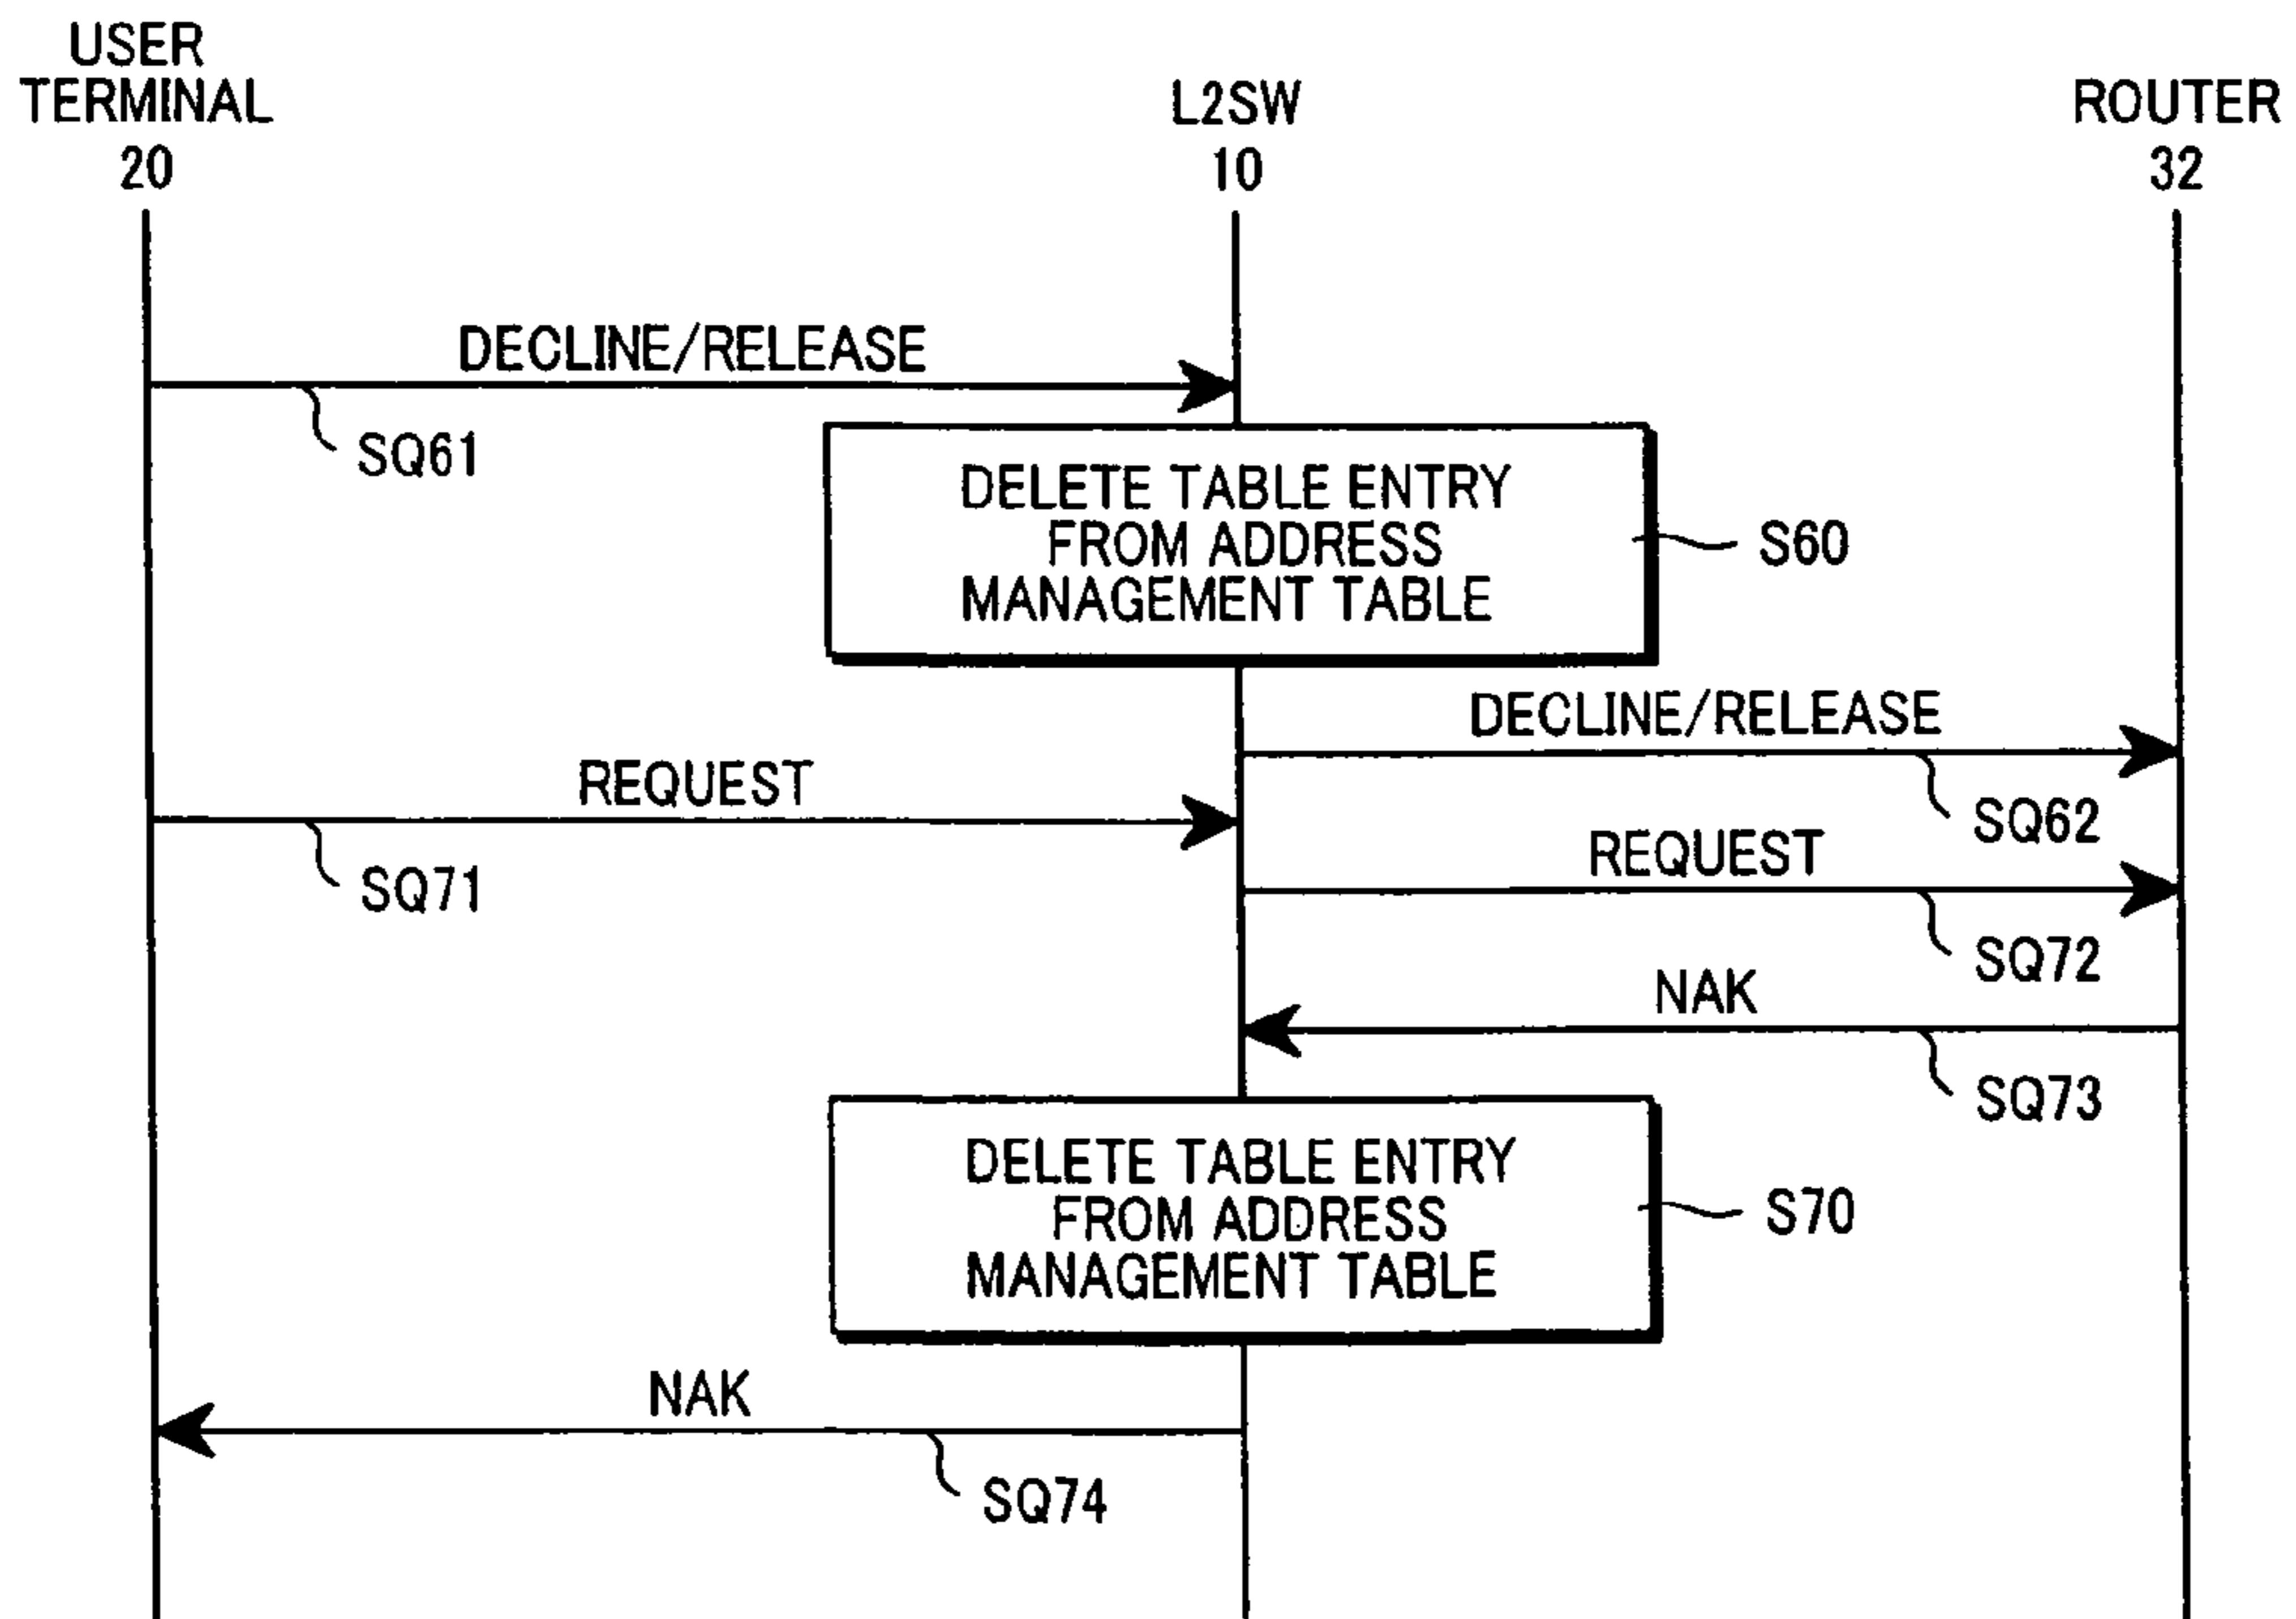 USER
TERMINAL
20
L2SW
10
ROUTER
32
DECLINE/RELEASE
SQ61
DELETE TABLE ENTRY
FROM ADDRESS
MANAGEMENT TABLE
S60
DECLINE/RELEASE
SQ62
REQUEST
SQ71
REQUEST
SQ72
NAK
SQ73
DELETE TABLE ENTRY
FROM ADDRESS
MANAGEMENT TABLE
S70
NAK
SQ74